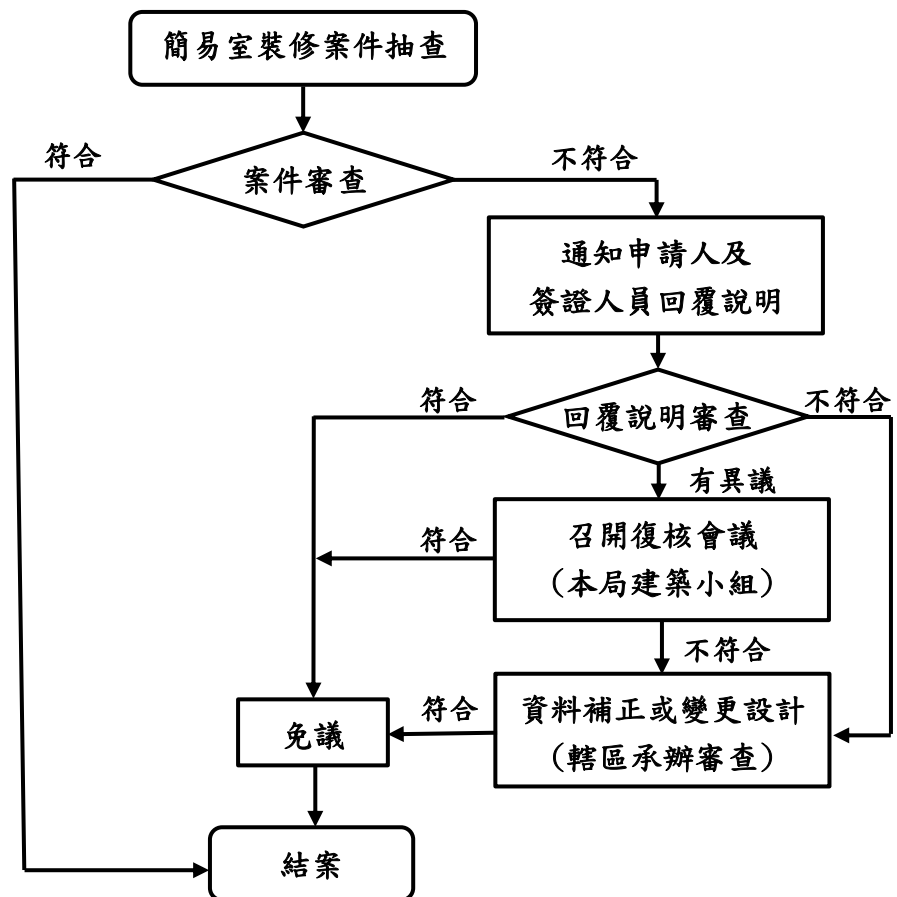 簡易室裝修案件抽查
符合
不符合
案件審查
通知申請人及
簽證人員回覆說明
符合
不符合
回覆說明審查
有異議
符合
召開復核會議
(本局建築小組)
不符合
符合
資料補正或變更設計
(轄區承辦審查)
免議
結案